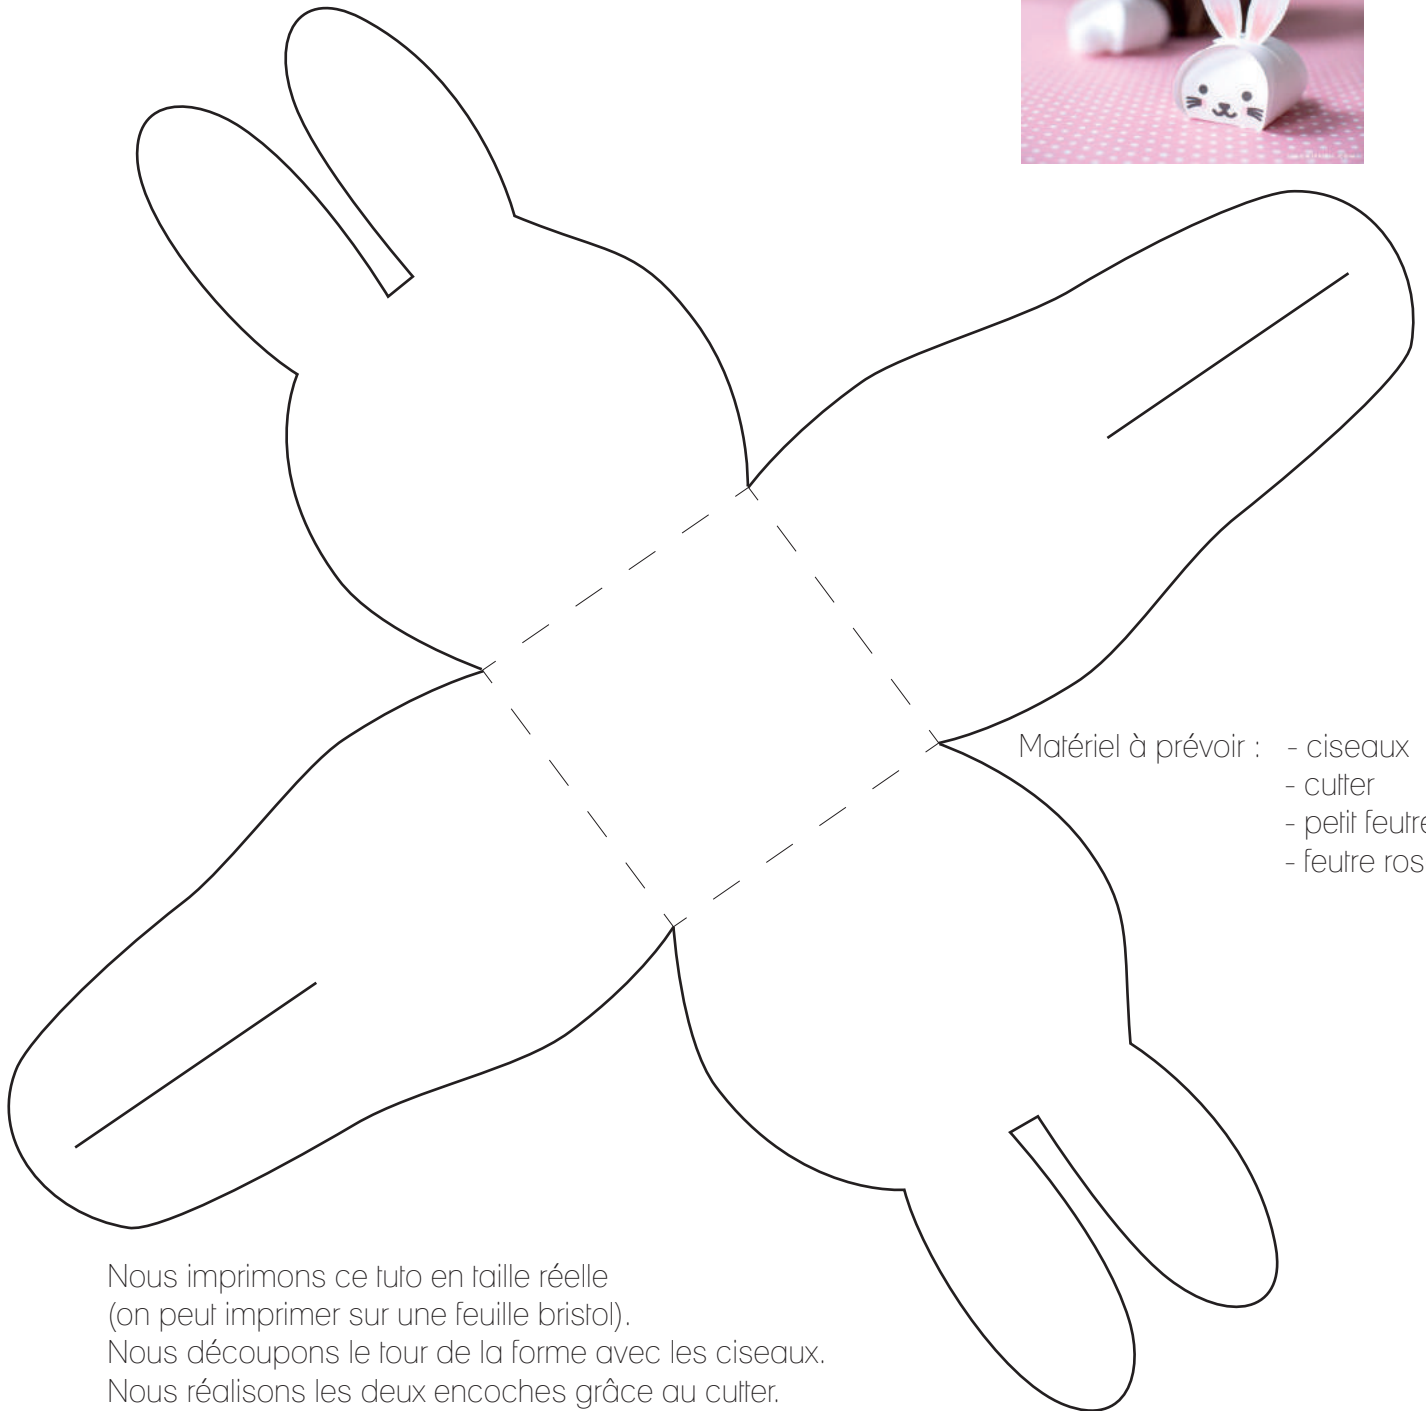 Matériel à prévoir : - ciseaux
- cutter
- petit feutre
- feutre ros
Nous imprimons ce tuto en taille réelle
(on peut imprimer sur une feuille bristol).
Nous découpons le tour de la forme avec les ciseaux.
Nous réalisons les deux encoches grâce au cutter.